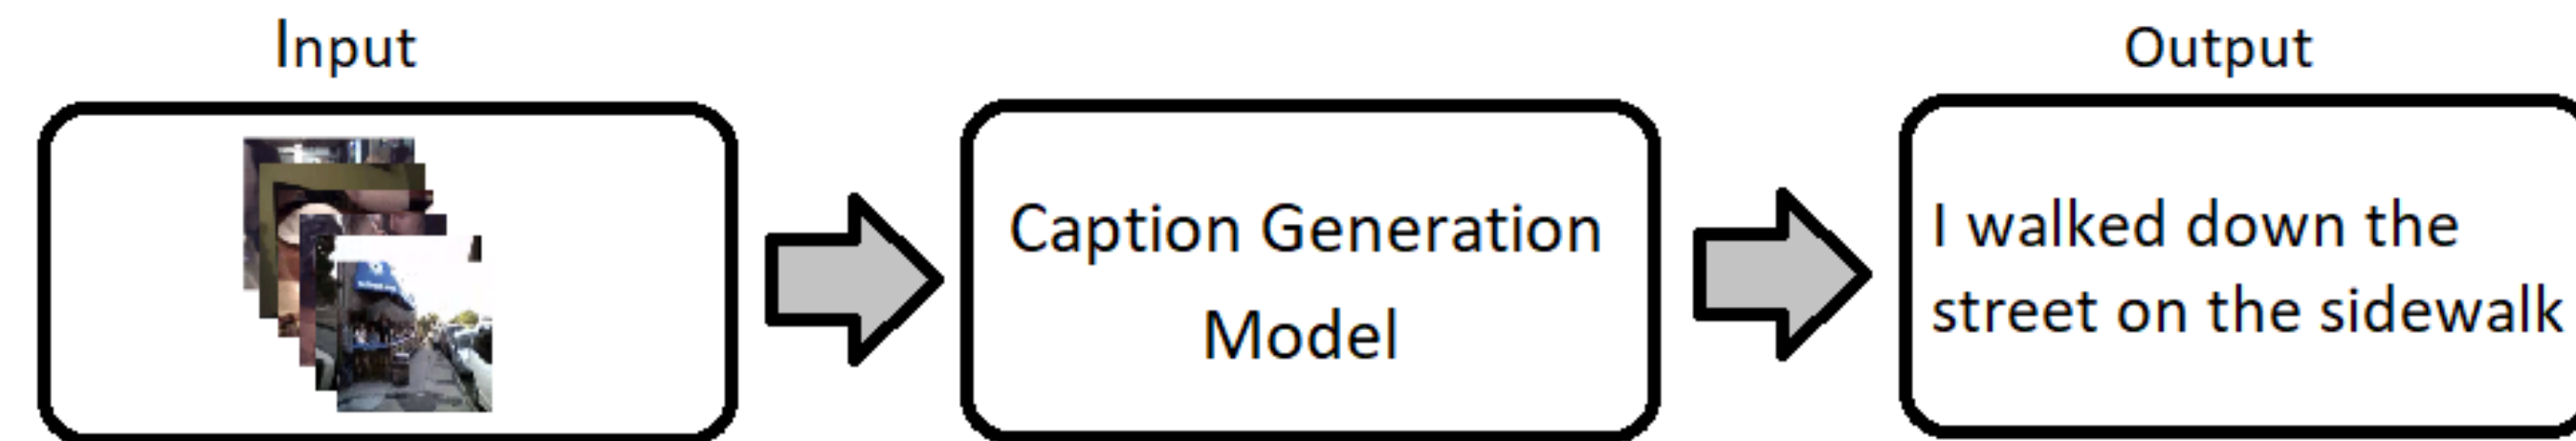 Input
Output
Caption Generation
Model
I walked down the
street on the sidewalk